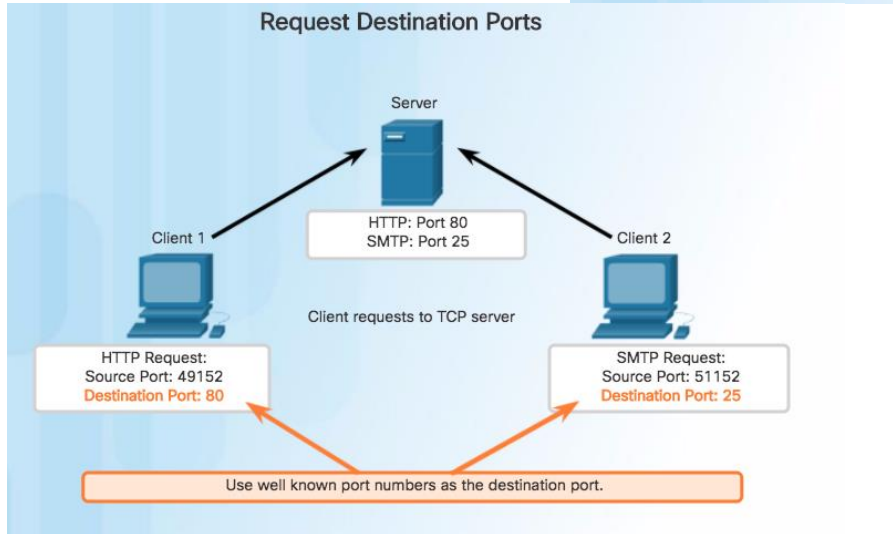 Request Destination Ports
Server
HTTP: Port 80
SMTP: Port 25
Client 1
Client 2
Client requests to TCP server
HTTP Request:
Source Port: 49152
Destination Port: 80
SMTP Request:
Source Port: 51152
Destination Port: 25
Use well known port numbers as the destination port.